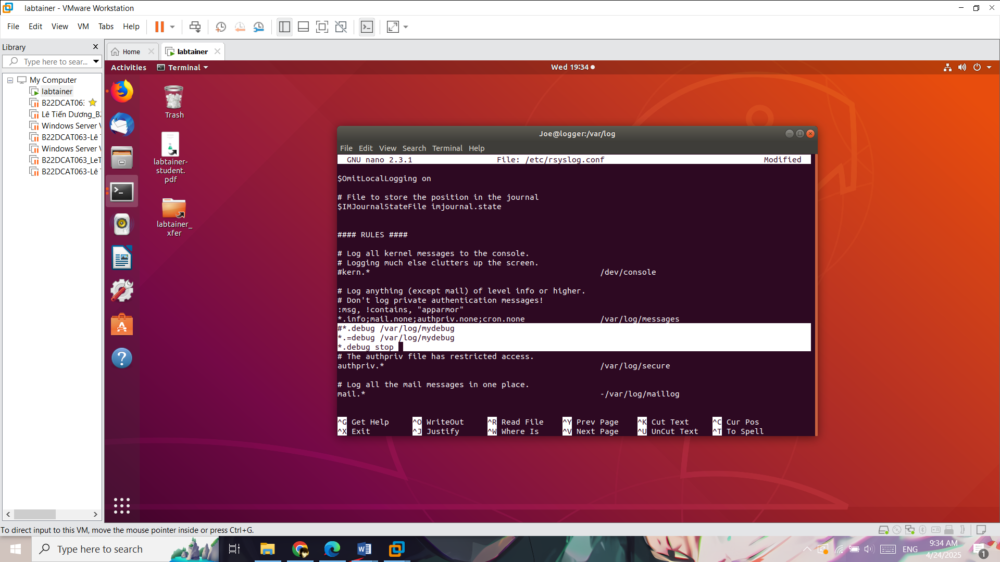 labtainer - VMware Workstation
File Edit View VM Tabs Help
Library
Type here to sear...
My Computer
labtainer
B22DCAT06:
Lê Tiến Dương_B2
Windows Server V
B22DCAT063-Lê T
Windows Server V
B22DCAT063_LeT
B22DCAT063-Lê T
Home
labtainer
Activities
Terminal
Wed 19:34
Trash
labtainer-
student.
pdf
labtainer_
xfer
Joe@logger:/var/log
File Edit View Search Terminal Help
GNU nano 2.3.1 File: /etc/rsyslog.conf Modified
$OmitLocalLogging on
# File to store the position in the journal
$IMJournalStateFile imjournal.state
#### RULES ####
# Log all kernel messages to the console.
# Logging much else clutters up the screen.
#kern.* /dev/console
# Log anything (except mail) of level info or higher.
# Don't log private authentication messages!
:msg, !contains, "apparmor"
*.info;mail.none;authpriv.none;cron.none /var/log/messages
#*.debug /var/log/mydebug
*.=debug /var/log/mydebug
*.debug stop
# The authpriv file has restricted access.
authpriv.* /var/log/secure
# Log all the mail messages in one place.
mail.* -/var/log/maillog
^G Get Help ^O WriteOut ^R Read File ^Y Prev Page ^K Cut Text ^C Cur Pos
^X Exit ^J Justify ^W Where Is ^V Next Page ^U UnCut Text ^T To Spell
To direct input to this VM, move the mouse pointer inside or press Ctrl+G.
Type here to search
ENG
9:34 AM
4/24/2025
1